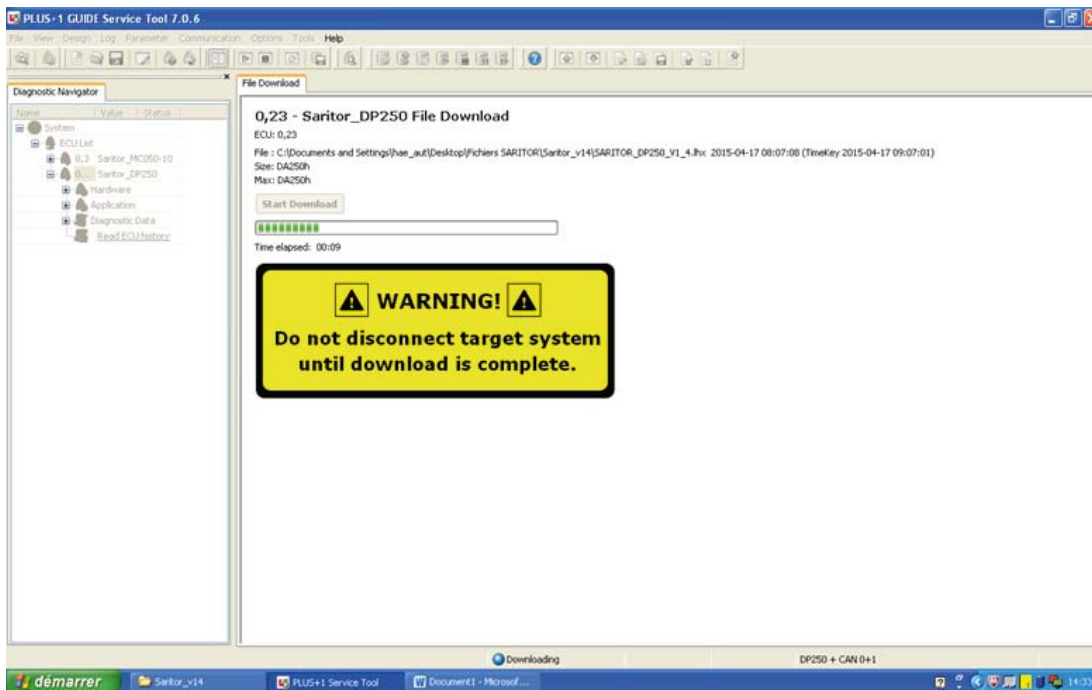 PLUS+1 GUIDE Service Tool 7.0.6
File View Design Log Parameter Communication Options Tools Help
Diagnostic Navigator
File Download
Name Value Status
System
ECU List
0,3 Saritor_MC050-10
0... Saritor_DP250
Hardware
Application
Diagnostic Data
Read ECU history
0,23 - Saritor_DP250 File Download
ECU: 0,23
File : C:\Documents and Settings\hae_aut\Desktop\Fichiers SARITOR\Saritor_v14\SARITOR_DP250_V1_4.lhx 2015-04-17 08:07:08 (TimeKey 2015-04-17 09:07:01)
Size: DA250h
Max: DA250h
Start Download
Time elapsed: 00:09
WARNING!
Do not disconnect target system
until download is complete.
Downloading
DP250 + CAN 0+1
démarrer
Saritor_v14
PLUS+1 Service Tool
Document1 - Microsof...